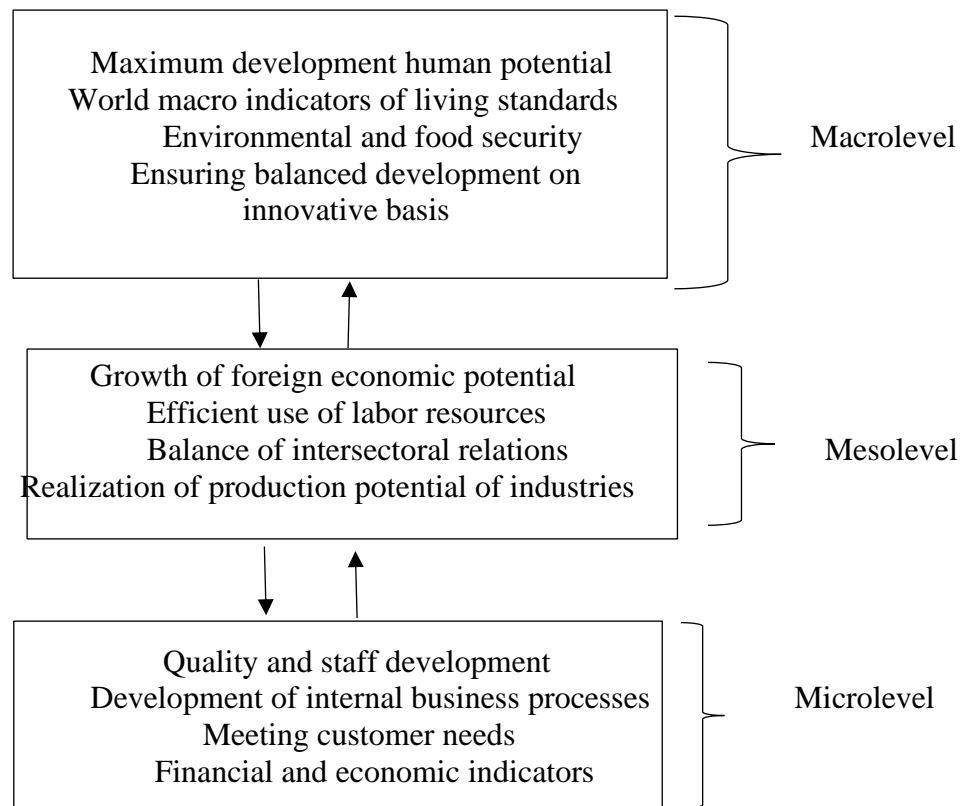 Maximum development human potential
World macro indicators of living standards
Environmental and food security
Ensuring balanced development on
innovative basis
Macrolevel
Growth of foreign economic potential
Efficient use of labor resources
Balance of intersectoral relations
Realization of production potential of industries
Mesolevel
Quality and staff development
Development of internal business processes
Meeting customer needs
Financial and economic indicators
Microlevel